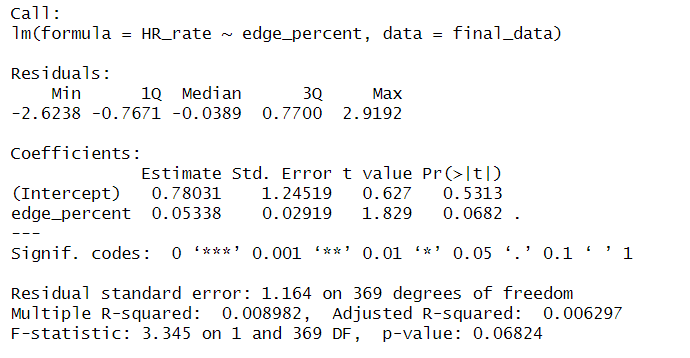 Call:
lm(formula = HR_rate ~ edge_percent, data = final_data)
Residuals:
Min 1Q Median 3Q Max
-2.6238 -0.7671 -0.0389 0.7700 2.9192
Coefficients:
Estimate Std. Error t value Pr(>|t|)
(Intercept) 0.78031 1.24519 0.627 0.5313
edge_percent 0.05338 0.02919 1.829 0.0682 .
---
Signif. codes: 0 ‘***’ 0.001 ‘**’ 0.01 ‘*’ 0.05 ‘.’ 0.1 ‘ ’ 1
Residual standard error: 1.164 on 369 degrees of freedom
Multiple R-squared: 0.008982, Adjusted R-squared: 0.006297
F-statistic: 3.345 on 1 and 369 DF, p-value: 0.06824